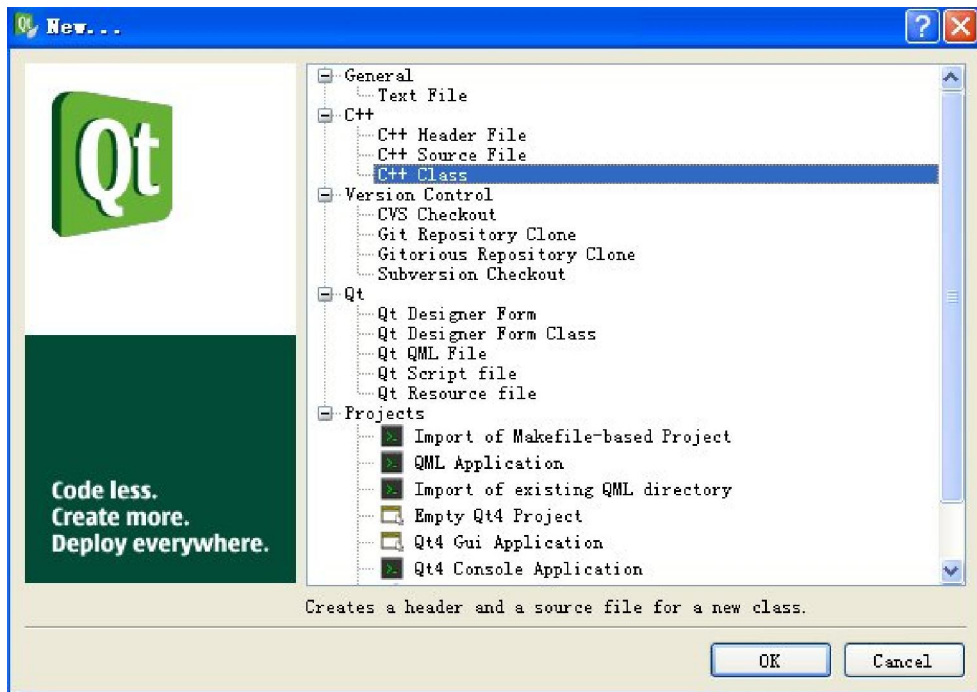 New...
Qt
Code less.
Create more.
Deploy everywhere.
General
Text File
C++
C++ Header File
C++ Source File
C++ Class
Version Control
CVS Checkout
Git Repository Clone
Gitorious Repository Clone
Subversion Checkout
Qt
Qt Designer Form
Qt Designer Form Class
Qt QML File
Qt Script file
Qt Resource file
Projects
Import of Makefile-based Project
QML Application
Import of existing QML directory
Empty Qt4 Project
Qt4 Gui Application
Qt4 Console Application
Creates a header and a source file for a new class.
OK
Cancel